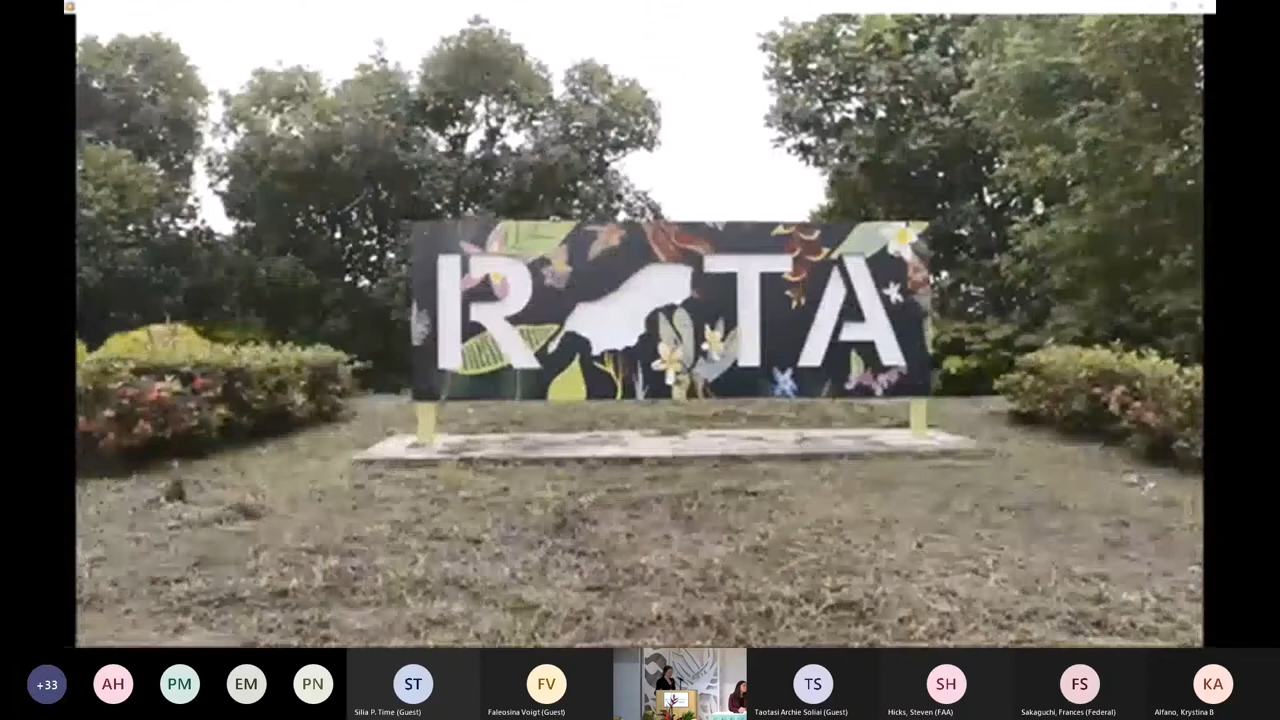 ROTA
+33
AH
PM
EM
PN
ST
FV
TS
SH
FS
KA
Silia P. Time (Guest)
Faleosina Voigt (Guest)
Taotasi Archie Soliai (Guest)
Hicks, Steven (FAA)
Sakaguchi, Frances (Federal)
Alfano, Krystina B